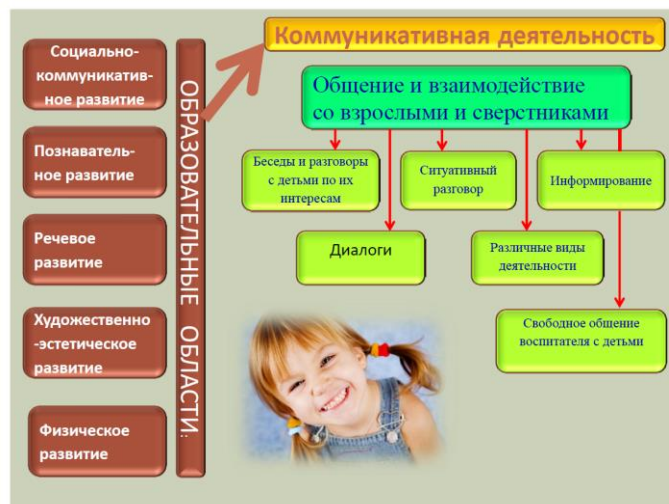 Социально-
коммуникатив-
ное развитие
Познаватель-
ное развитие
Речевое
развитие
Художественно
-эстетическое
развитие
Физическое
развитие
ОБРАЗОВАТЕЛЬНЫЕ ОБЛАСТИ:
Коммуникативная деятельность
Общение и взаимодействие
со взрослыми и сверстниками
Беседы и разговоры
с детьми по их
интересам
Ситуативный
разговор
Информирование
Диалоги
Различные виды
деятельности
Свободное общение
воспитателя с детьми